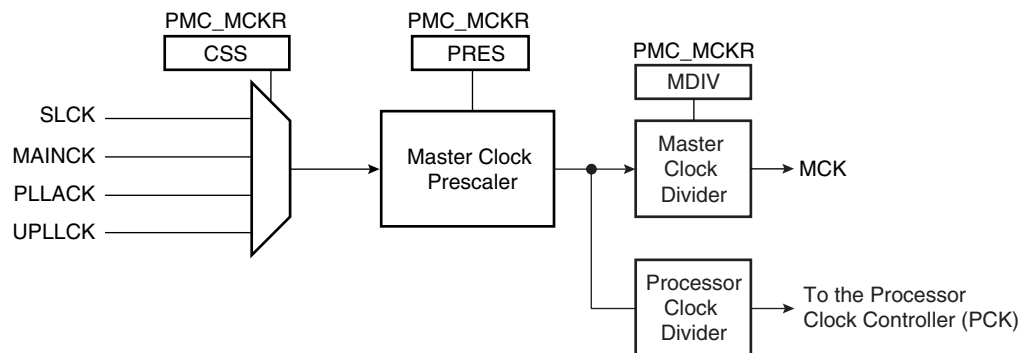 PMC_MCKR
CSS
PMC_MCKR
PRES
PMC_MCKR
MDIV
SLCK
MAINCK
PLLACK
UPLLCK
Master Clock
Prescaler
Master
Clock
Divider
MCK
Processor
Clock
Divider
To the Processor
Clock Controller (PCK)